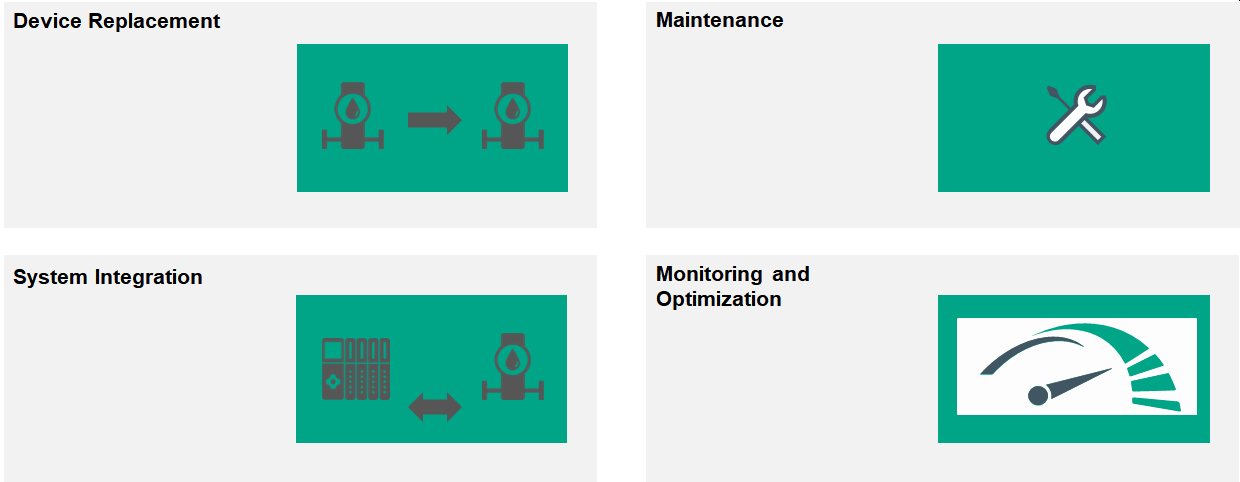 Device Replacement
Maintenance
System Integration
Monitoring and
Optimization